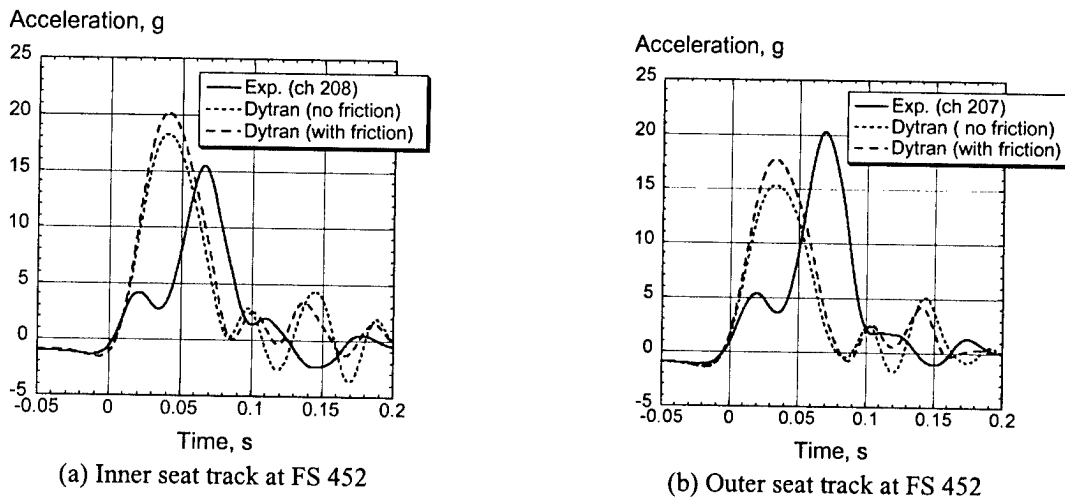 Acceleration, g
25
20
15
10
5
0
-5
-0.05
0
0.05
0.1
0.15
0.2
Exp. (ch 208)
Dytran (no friction)
Dytran (with friction)
Time, s
(a) Inner seat track at FS 452
Acceleration, g
25
20
15
10
5
0
-5
-0.05
0
0.05
0.1
0.15
0.2
Exp. (ch 207)
Dytran ( no friction)
Dytran (with friction)
Time, s
(b) Outer seat track at FS 452